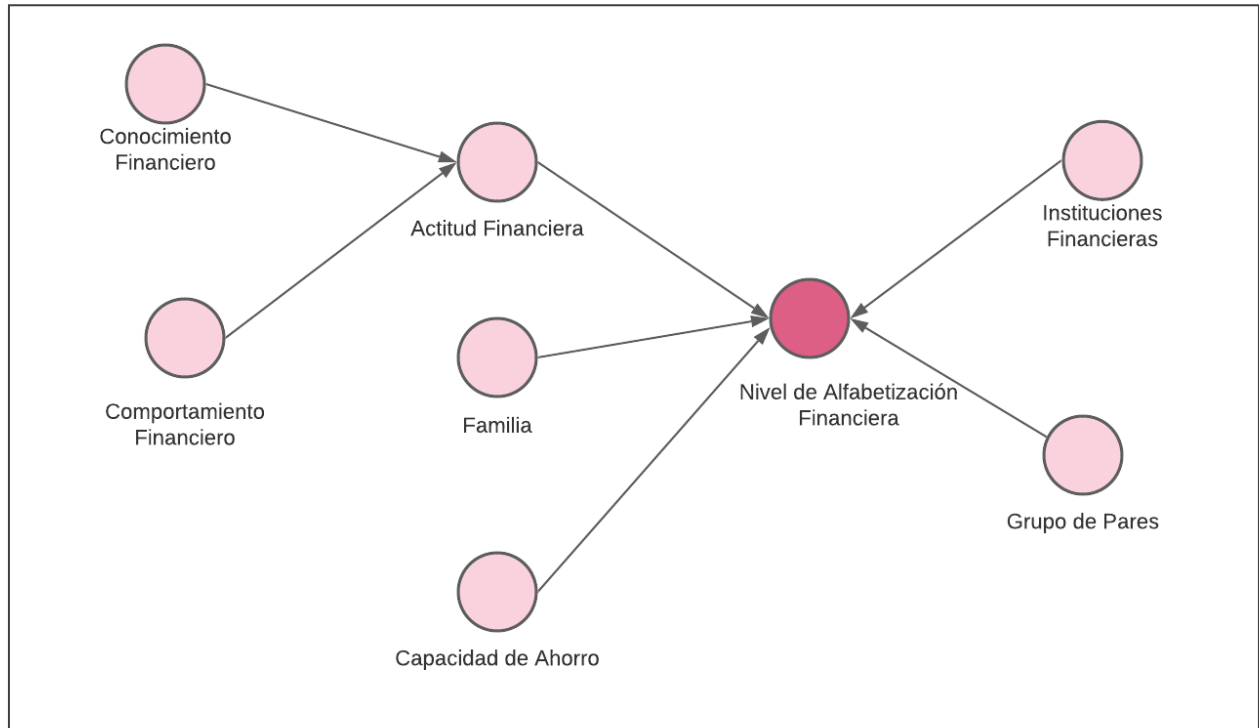 Conocimiento
Financiero
Actitud Financiera
Instituciones
Financieras
Comportamiento
Financiero
Familia
Nivel de Alfabetización
Financiera
Grupo de Pares
Capacidad de Ahorro